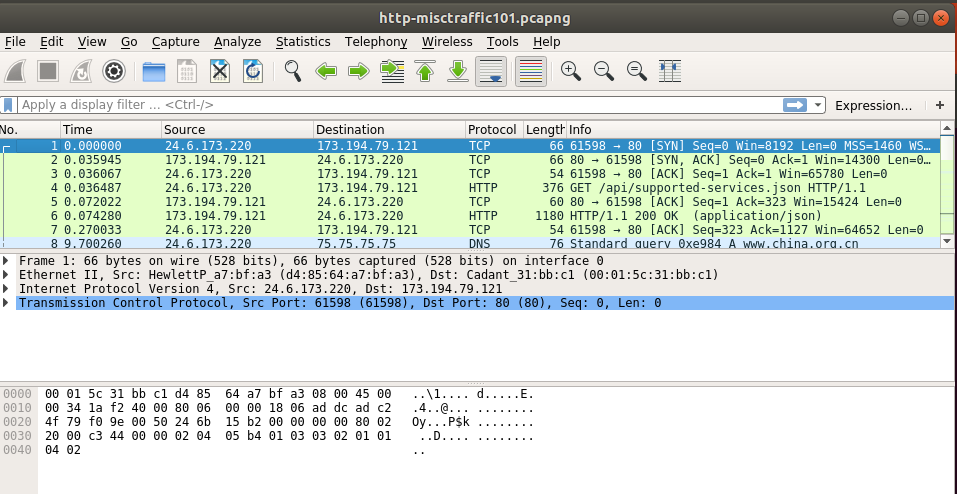 http-misctraffic101.pcapng
File Edit View Go Capture Analyze Statistics Telephony Wireless Tools Help
Apply a display filter ... <Ctrl-/> Expression... +
No. Time Source Destination Protocol Length Info
1 0.000000 24.6.173.220 173.194.79.121 TCP 66 61598 → 80 [SYN] Seq=0 Win=8192 Len=0 MSS=1460 WS...
2 0.035945 173.194.79.121 24.6.173.220 TCP 66 80 → 61598 [SYN, ACK] Seq=0 Ack=1 Win=14300 Len=0...
3 0.036067 24.6.173.220 173.194.79.121 TCP 54 61598 → 80 [ACK] Seq=1 Ack=1 Win=65780 Len=0
4 0.036487 24.6.173.220 173.194.79.121 HTTP 376 GET /api/supported-services.json HTTP/1.1
5 0.072022 173.194.79.121 24.6.173.220 TCP 60 80 → 61598 [ACK] Seq=1 Ack=323 Win=15424 Len=0
6 0.074280 173.194.79.121 24.6.173.220 HTTP 1180 HTTP/1.1 200 OK (application/json)
7 0.270033 24.6.173.220 173.194.79.121 TCP 54 61598 → 80 [ACK] Seq=323 Ack=1127 Win=64652 Len=0
8 9.700260 24.6.173.220 75.75.75.75 DNS 76 Standard query 0xe984 A www.china.org.cn
Frame 1: 66 bytes on wire (528 bits), 66 bytes captured (528 bits) on interface 0
Ethernet II, Src: HewlettP_a7:bf:a3 (d4:85:64:a7:bf:a3), Dst: Cadant_31:bb:c1 (00:01:5c:31:bb:c1)
Internet Protocol Version 4, Src: 24.6.173.220, Dst: 173.194.79.121
Transmission Control Protocol, Src Port: 61598 (61598), Dst Port: 80 (80), Seq: 0, Len: 0
0000 00 01 5c 31 bb c1 d4 85 64 a7 bf a3 08 00 45 00 ..\1.... d.....E.
0010 00 34 1a f2 40 00 80 06 00 00 18 06 ad dc ad c2 .4..@... ........
0020 4f 79 f0 9e 00 50 24 6b 15 b2 00 00 00 00 80 02 Oy...P$k ........
0030 20 00 c3 44 00 00 02 04 05 b4 01 03 03 02 01 01 ..D.... ........
0040 04 02 ..